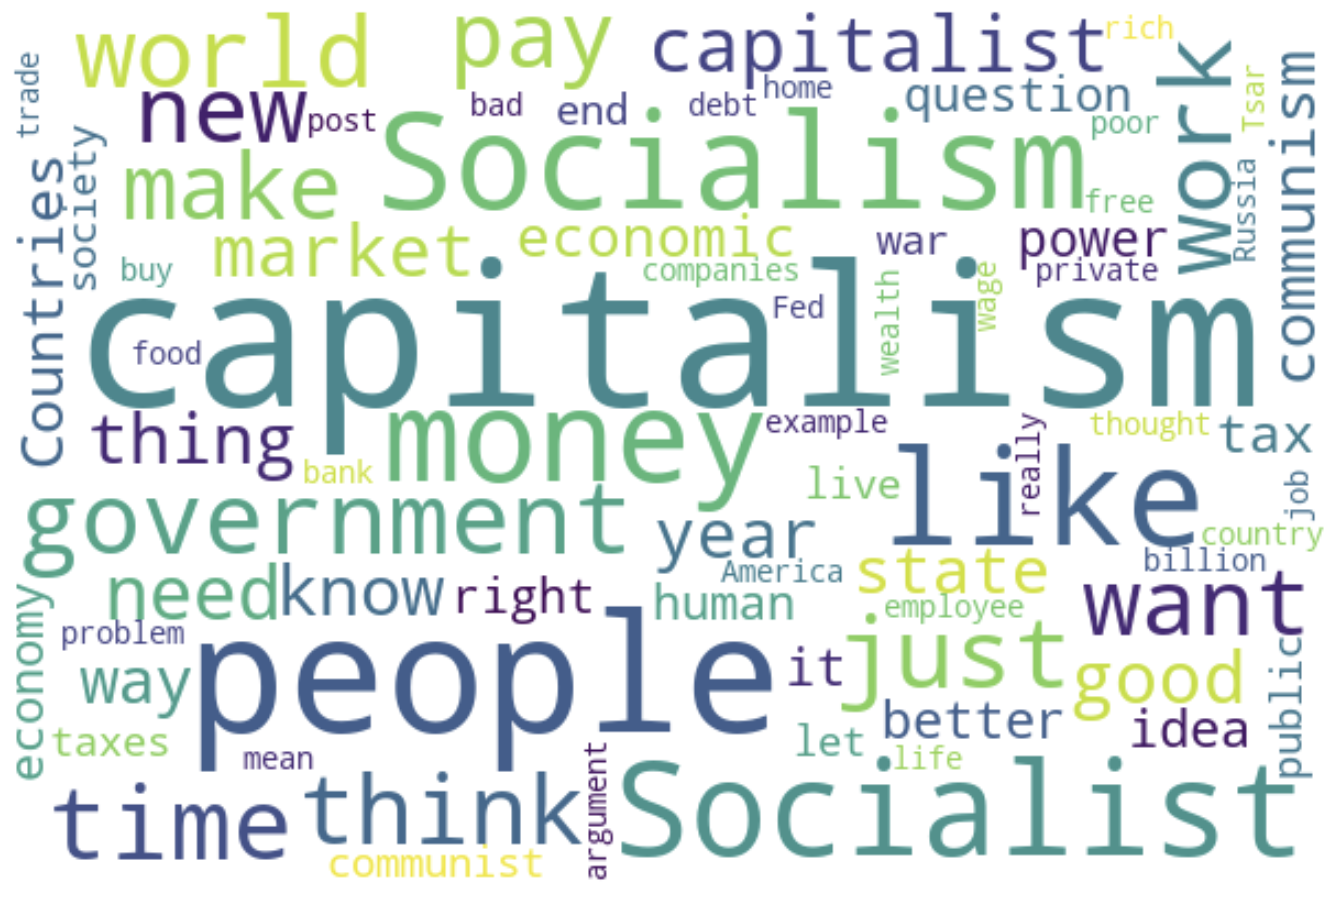 world
pay
capitalist
rich
trade
new
post
bad
end
debt
home
question
work
Tsar
communism
society
make
Socialism
poor
free
Countries
market
economic
war
power
Russia
buy
companies
private
capitalism
food
Fed
wealth
wage
thing
money
example
thought
tax
bank
live
like
really
job
government
year
country
billion
need
know
right
America
state
human
employee
want
economy
problem
way
people
it
just
good
public
taxes
mean
let
better
life
idea
time
think
argument
Socialist
communist